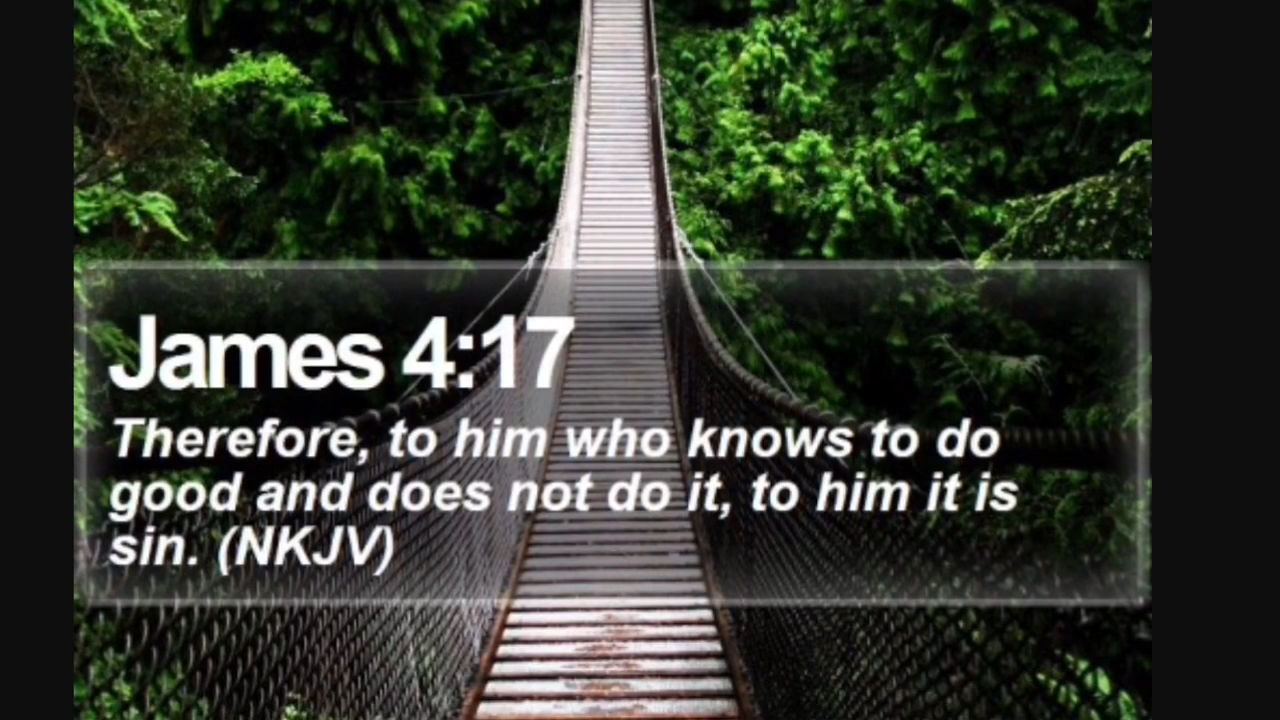 James 4:17
Therefore, to him who knows to do
good and does not do it, to him it is
sin. (NKJV)